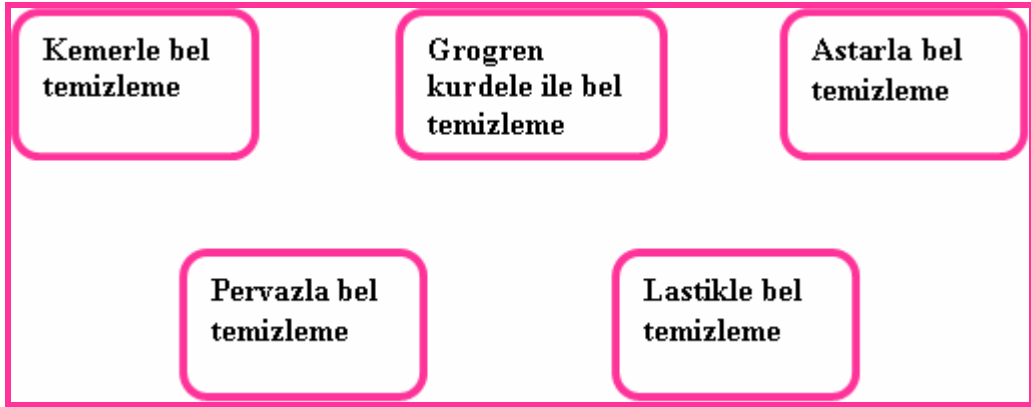 Kemerle bel
temizleme
Grogren
kurdele ile bel
temizleme
Astarla bel
temizleme
Pervazla bel
temizleme
Lastikle bel
temizleme